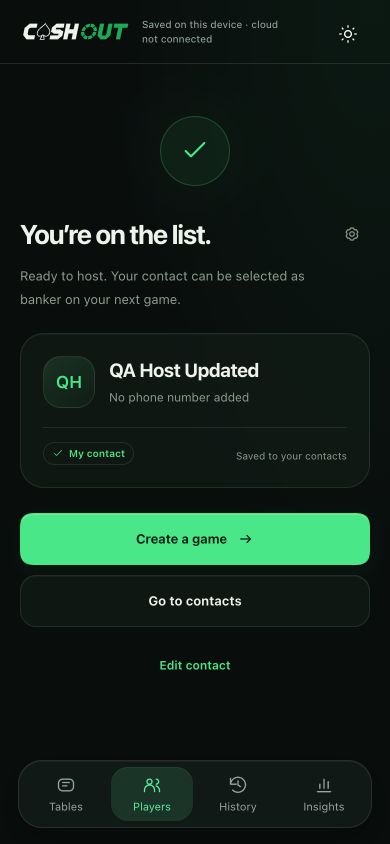 CASHOUT
Saved on this device · cloud
not connected
You’re on the list.
Ready to host. Your contact can be selected as
banker on your next game.
QH
QA Host Updated
No phone number added
My contact
Saved to your contacts
Create a game →
Go to contacts
Edit contact
Tables
Players
History
Insights